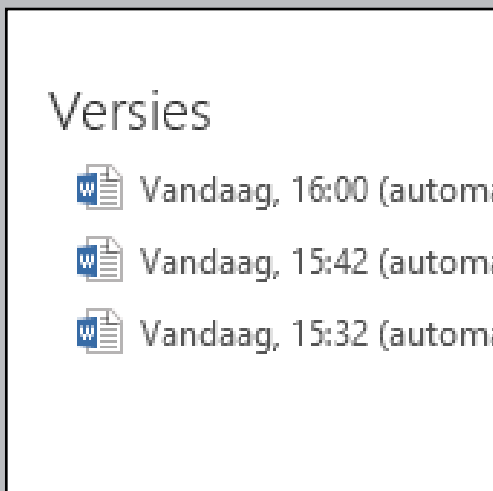 Versies
W Vandaag, 16:00 (automa
W Vandaag, 15:42 (automa
W Vandaag, 15:32 (automa